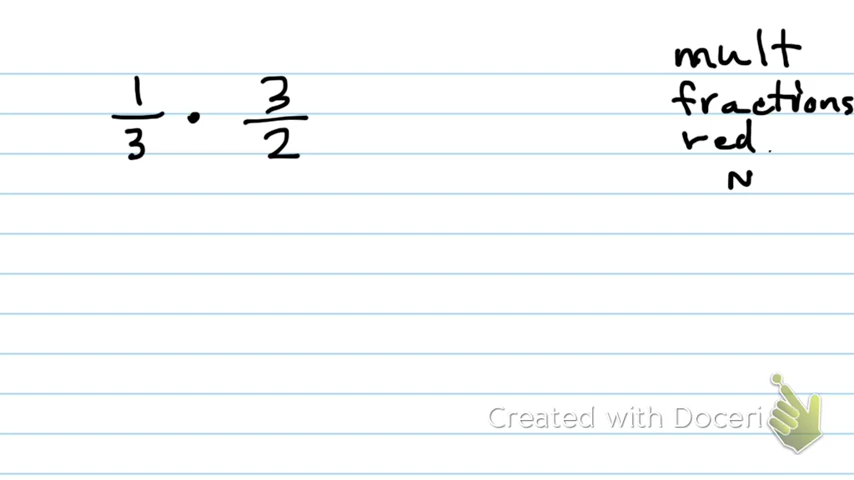 1/3 · 3/2
mult
fractions
red.
N
Created with Doceri